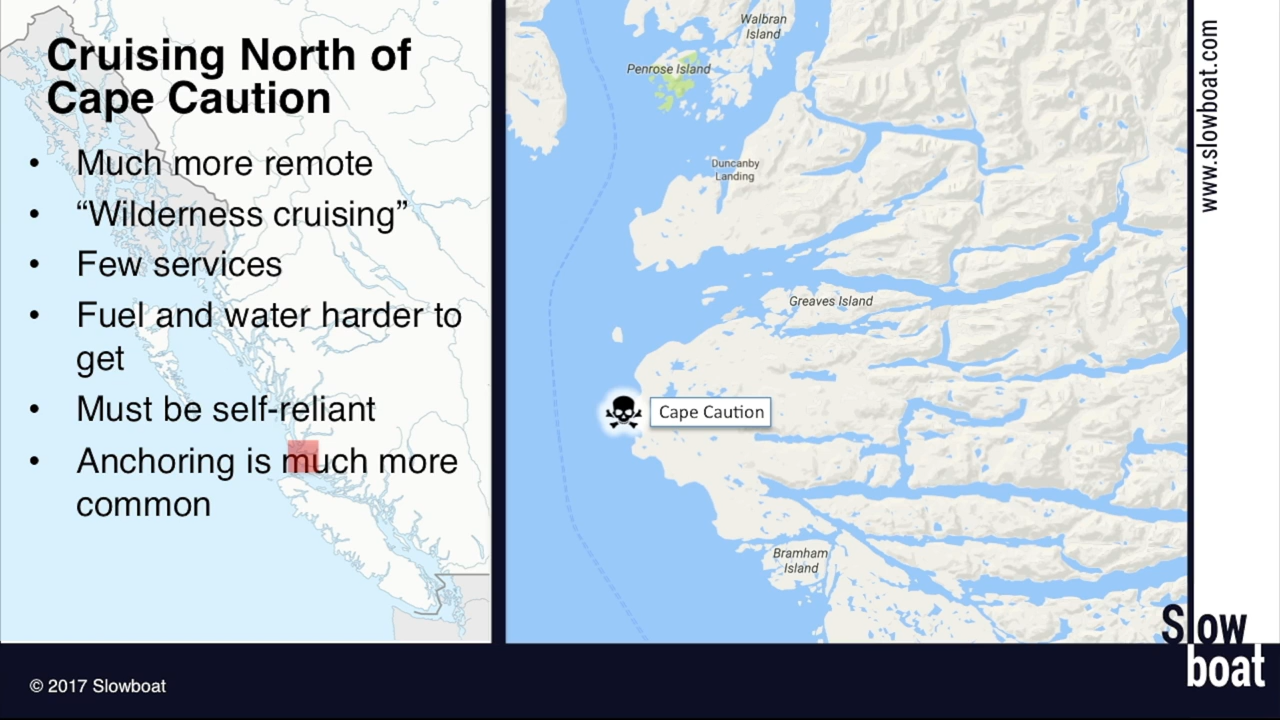 Cruising North of
Cape Caution
• Much more remote
• “Wilderness cruising”
• Few services
• Fuel and water harder to
get
• Must be self-reliant
• Anchoring is much more
common
Walbran
Island
Penrose Island
Duncanby
Landing
Greaves Island
Cape Caution
Bramham
Island
www.slowboat.com
Slow
boat
© 2017 Slowboat